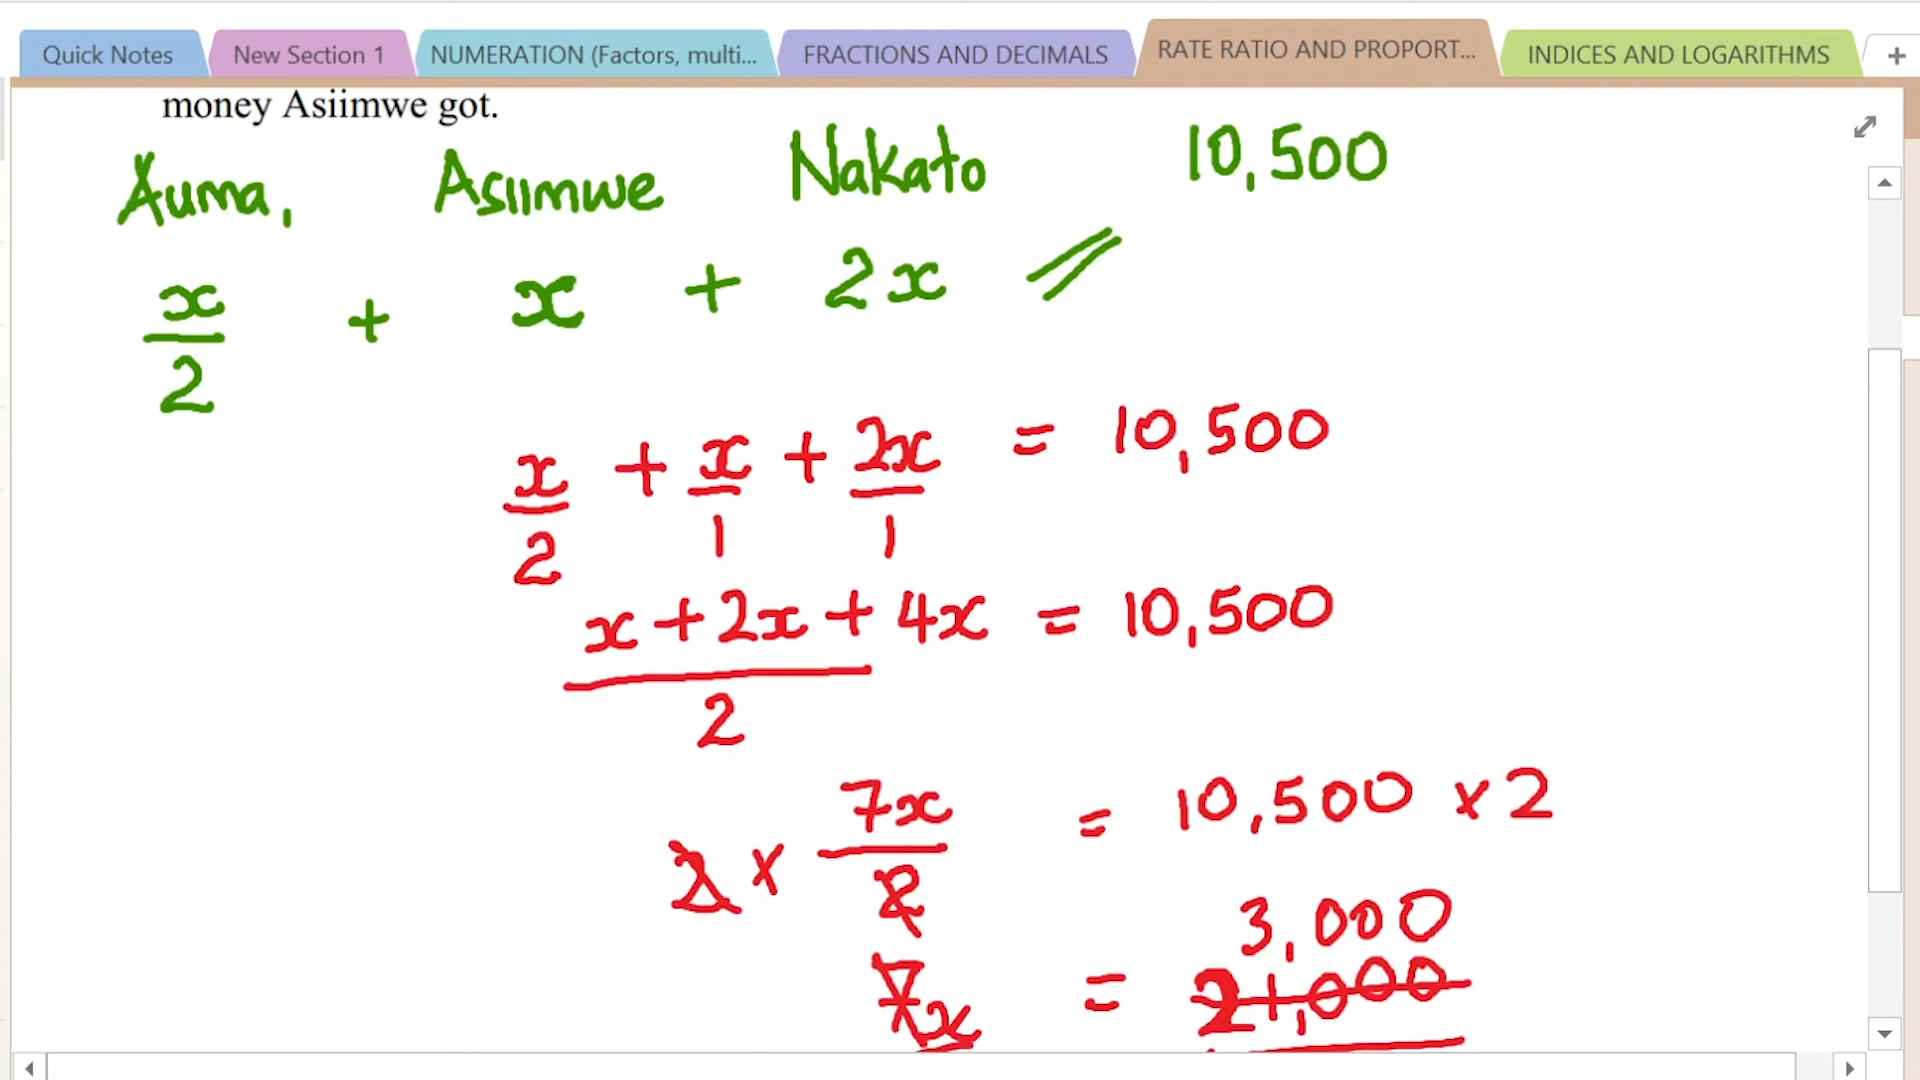 Quick Notes New Section 1 NUMERATION (Factors, multi... FRACTIONS AND DECIMALS RATE RATIO AND PROPORT... INDICES AND LOGARITHMS +
money Asiimwe got.
Auma, Asiimwe Nakato 10,500
x/2 + x + 2x
x/2 + x/1 + 2x/1 = 10,500
x + 2x + 4x = 10,500
2
2 × 7x/2 = 10,500 × 2
3,000
7x = 21,000